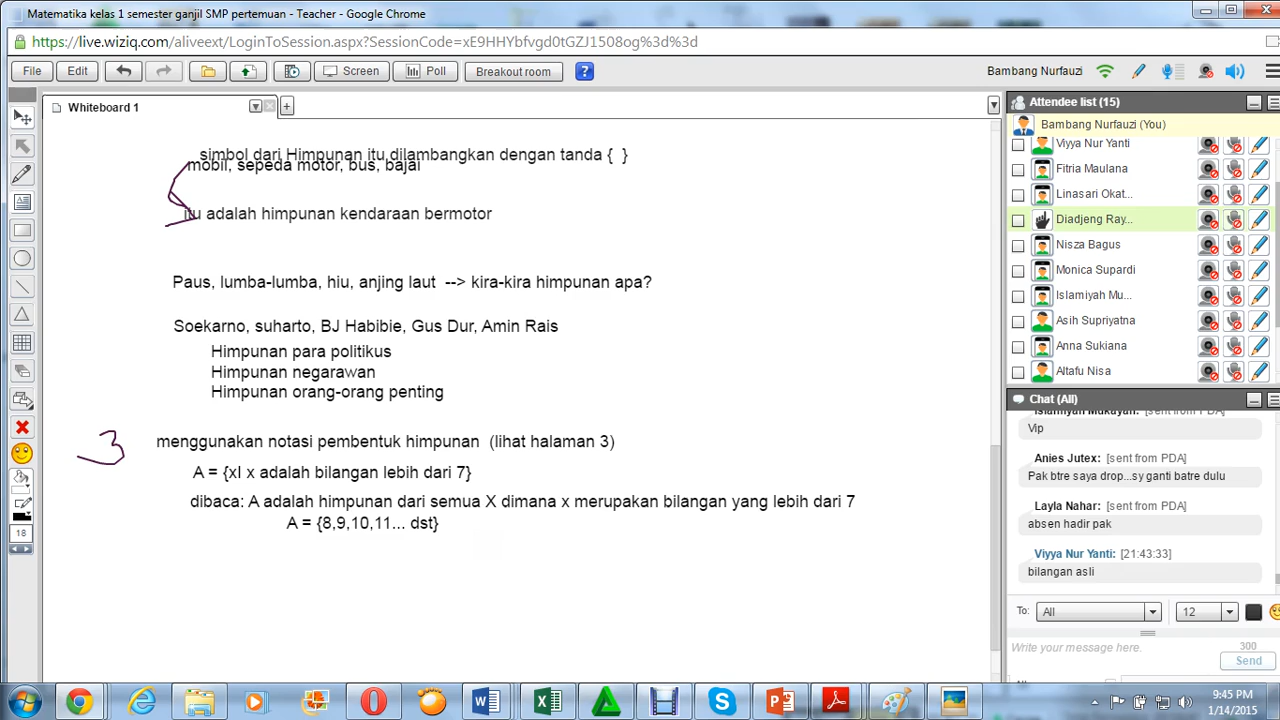 Matematika kelas 1 semester ganjil SMP pertemuan - Teacher - Google Chrome
https://live.wiziq.com/aliveext/LoginToSession.aspx?SessionCode=xE9HHYbfvgd0tGZJ1508og%3d%3d
File Edit Screen Poll Breakout room ? Bambang Nurfauzi
Whiteboard 1
simbol dari Himpunan itu dilambangkan dengan tanda { }
mobil, sepeda motor, bus, bajai
itu adalah himpunan kendaraan bermotor
Paus, lumba-lumba, hiu, anjing laut --> kira-kira himpunan apa?
Soekarno, suharto, BJ Habibie, Gus Dur, Amin Rais
Himpunan para politikus
Himpunan negarawan
Himpunan orang-orang penting
3 menggunakan notasi pembentuk himpunan (lihat halaman 3)
A = {xI x adalah bilangan lebih dari 7}
dibaca: A adalah himpunan dari semua X dimana x merupakan bilangan yang lebih dari 7
A = {8,9,10,11... dst}
18
Attendee list (15)
Bambang Nurfauzi (You)
Viyya Nur Yanti
Fitria Maulana
Linasari Okat...
Diadjeng Ray...
Nisza Bagus
Monica Supardi
Islamiyah Mu...
Asih Supriyatna
Anna Sukiana
Altafu Nisa
Chat (All)
Islamiyah Mukayah: [sent from PDA]
Vip
Anies Jutex: [sent from PDA]
Pak btre saya drop...sy ganti batre dulu
Layla Nahar: [sent from PDA]
absen hadir pak
Viyya Nur Yanti: [21:43:33]
bilangan asli
To: All 12
Write your message here. 300
Send
9:45 PM
1/14/2015